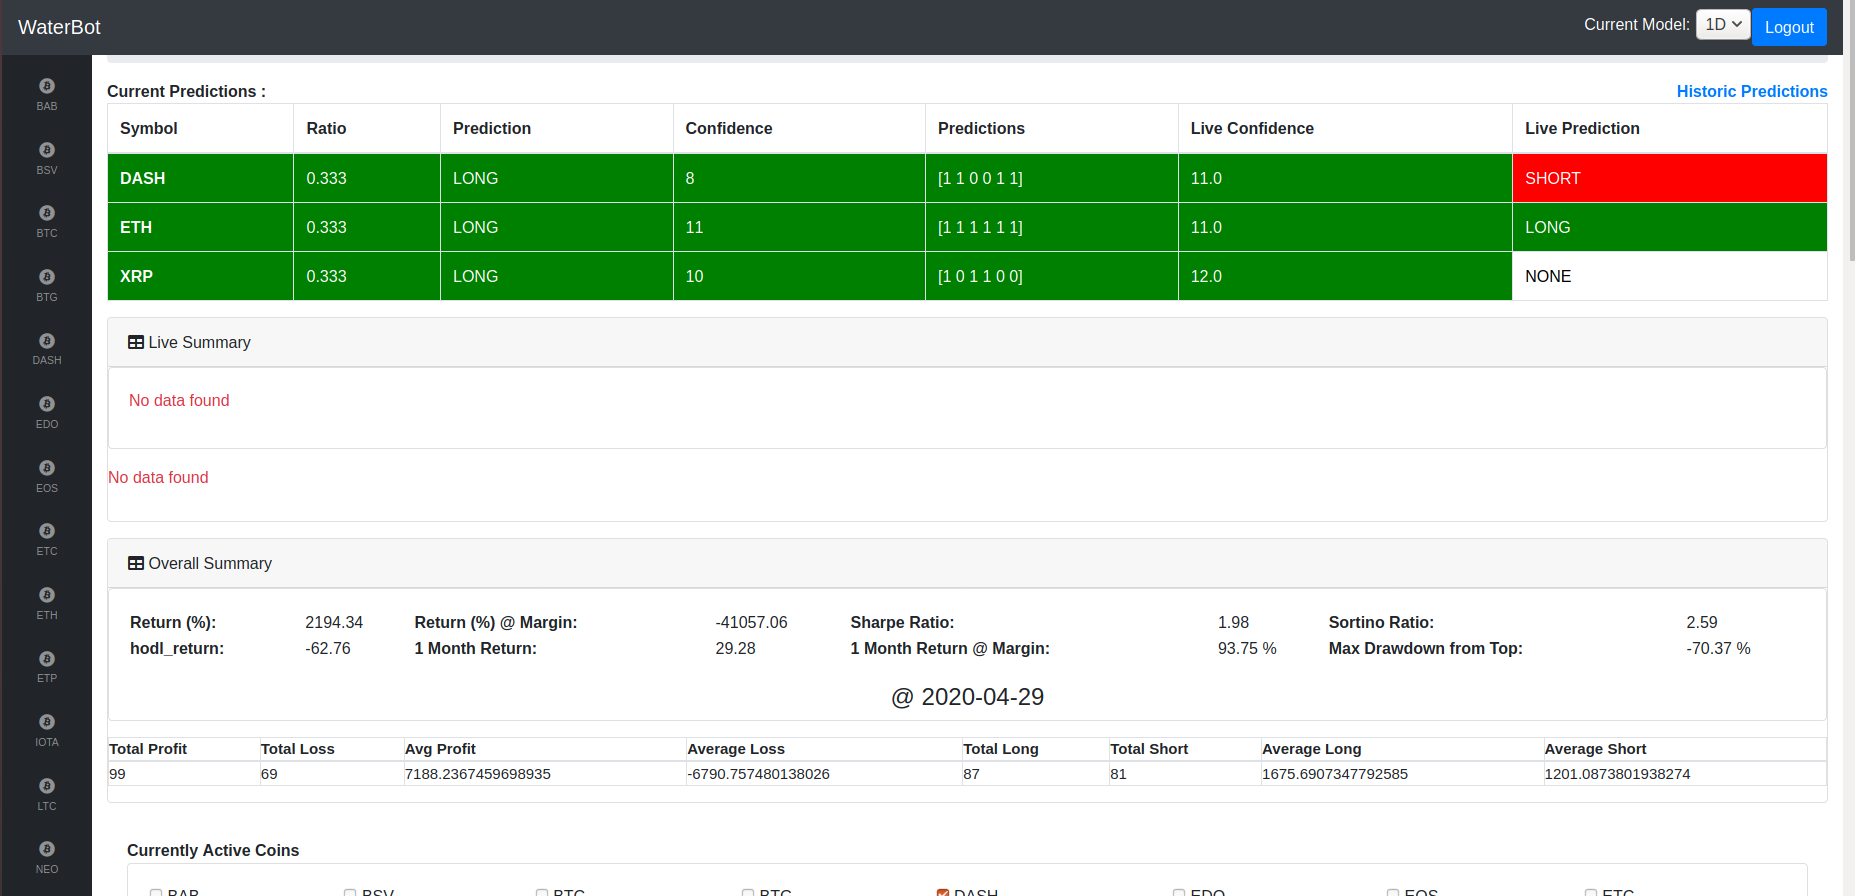 WaterBot
Current Model: 1D Logout
BAB
BSV
BTC
BTG
DASH
EDO
EOS
ETC
ETH
ETP
IOTA
LTC
NEO
Current Predictions : Historic Predictions
Symbol Ratio Prediction Confidence Predictions Live Confidence Live Prediction
DASH 0.333 LONG 8 [1 1 0 0 1 1] 11.0 SHORT
ETH 0.333 LONG 11 [1 1 1 1 1 1] 11.0 LONG
XRP 0.333 LONG 10 [1 0 1 1 0 0] 12.0 NONE
Live Summary
No data found
No data found
Overall Summary
Return (%): 2194.34 Return (%) @ Margin: -41057.06 Sharpe Ratio: 1.98 Sortino Ratio: 2.59
hodl_return: -62.76 1 Month Return: 29.28 1 Month Return @ Margin: 93.75 % Max Drawdown from Top: -70.37 %
@ 2020-04-29
Total Profit Total Loss Avg Profit Average Loss Total Long Total Short Average Long Average Short
99 69 7188.2367459698935 -6790.757480138026 87 81 1675.6907347792585 1201.0873801938274
Currently Active Coins
BAB BSV BTC BTG DASH EDO EOS ETC